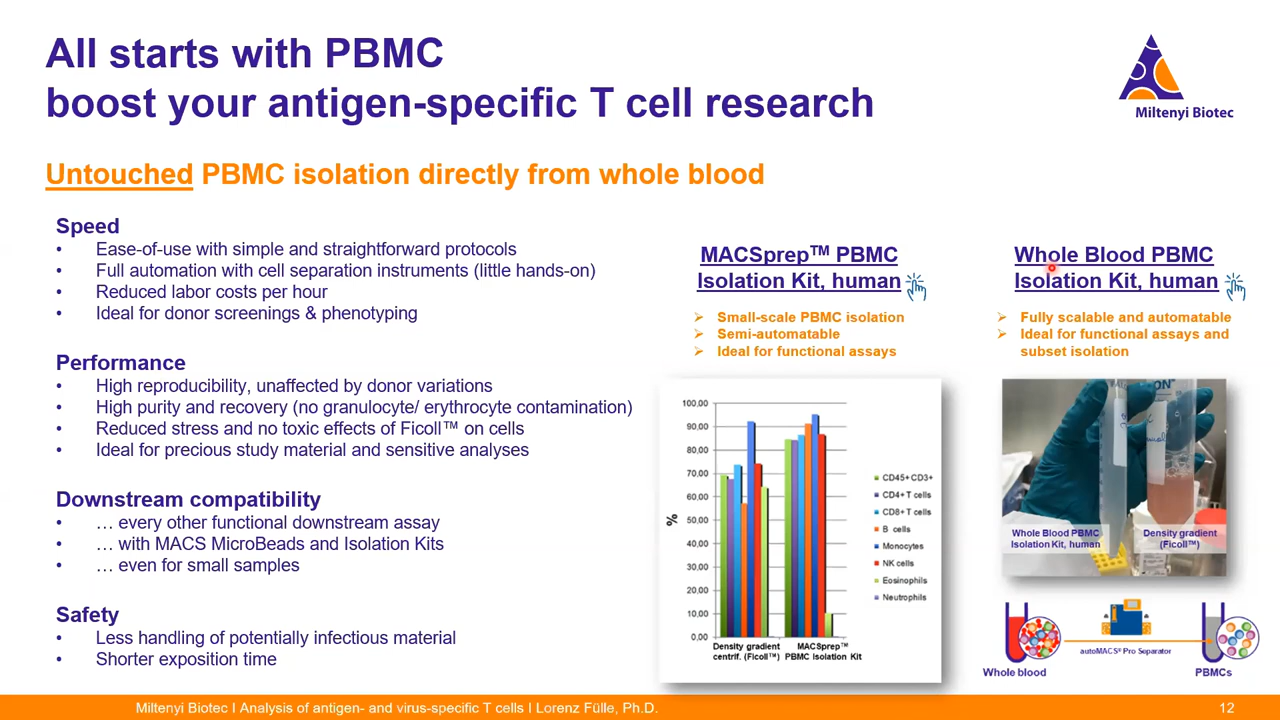 All starts with PBMC
boost your antigen-specific T cell research
Miltenyi Biotec
Untouched PBMC isolation directly from whole blood
Speed
• Ease-of-use with simple and straightforward protocols
• Full automation with cell separation instruments (little hands-on)
• Reduced labor costs per hour
• Ideal for donor screenings & phenotyping
Performance
• High reproducibility, unaffected by donor variations
• High purity and recovery (no granulocyte/ erythrocyte contamination)
• Reduced stress and no toxic effects of Ficoll™ on cells
• Ideal for precious study material and sensitive analyses
Downstream compatibility
• … every other functional downstream assay
• … with MACS MicroBeads and Isolation Kits
• … even for small samples
Safety
• Less handling of potentially infectious material
• Shorter exposition time
MACSprep™ PBMC
Isolation Kit, human
➢ Small-scale PBMC isolation
➢ Semi-automatable
➢ Ideal for functional assays
100,00
90,00
80,00
70,00
60,00
50,00
40,00
30,00
20,00
10,00
0,00
%
Density gradient
centrif. (Ficoll™)
MACSprep™
PBMC Isolation Kit
CD45+ CD3+
CD4+ T cells
CD8+ T cells
B cells
Monocytes
NK cells
Eosinophils
Neutrophils
Whole Blood PBMC
Isolation Kit, human
➢ Fully scalable and automatable
➢ Ideal for functional assays and
subset isolation
Whole Blood PBMC
Isolation Kit, human
Density gradient
(Ficoll™)
autoMACS® Pro Separator
Whole blood
PBMCs
Miltenyi Biotec I Analysis of antigen- and virus-specific T cells I Lorenz Fülle, Ph.D.
12